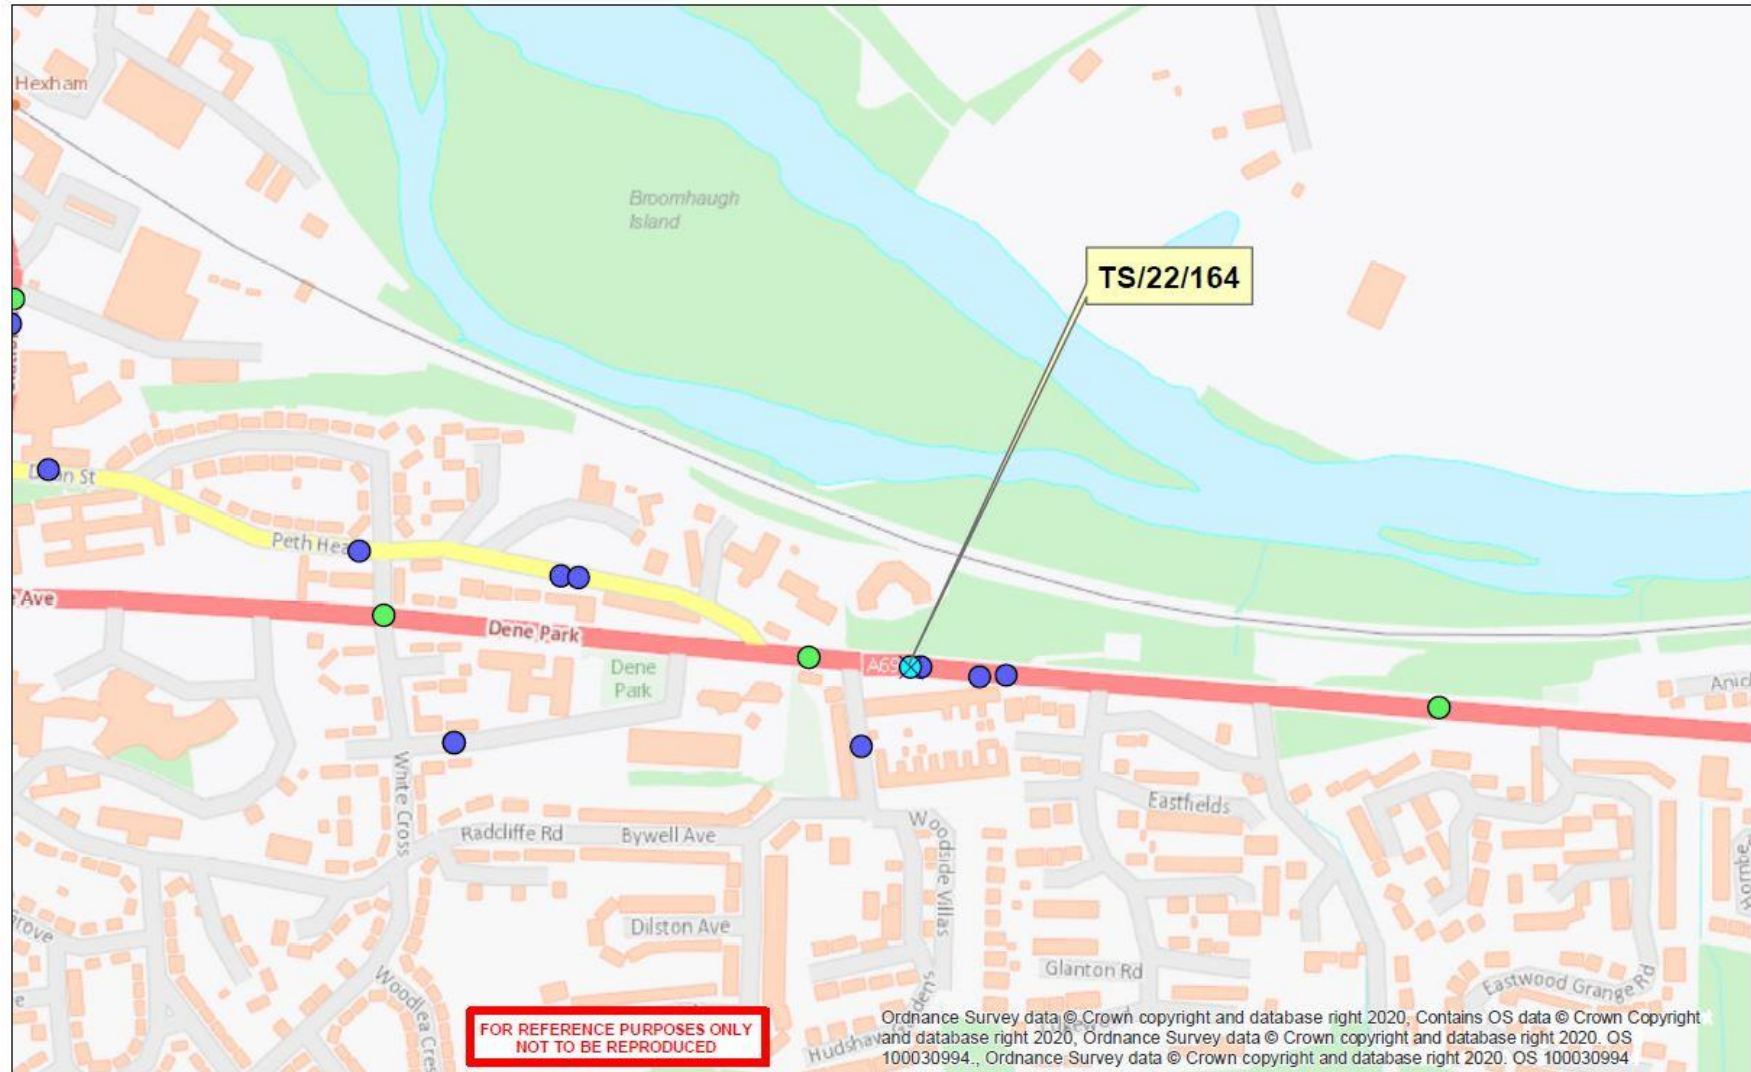 Hexham
Broomhaugh
Island
TS/22/164
Peth Hea
Ave
Dene Park
Dene
Park
A69
White Cross
Radcliffe Rd
Bywell Ave
Woodside Villas
Eastfields
Dilston Ave
Glanton Rd
Woodlea Cres
Eastwood Grange Rd
FOR REFERENCE PURPOSES ONLY
NOT TO BE REPRODUCED
Ordnance Survey data © Crown copyright and database right 2020, Contains OS data © Crown Copyright
and database right 2020, Ordnance Survey data © Crown copyright and database right 2020. OS
100030994., Ordnance Survey data © Crown copyright and database right 2020. OS 100030994